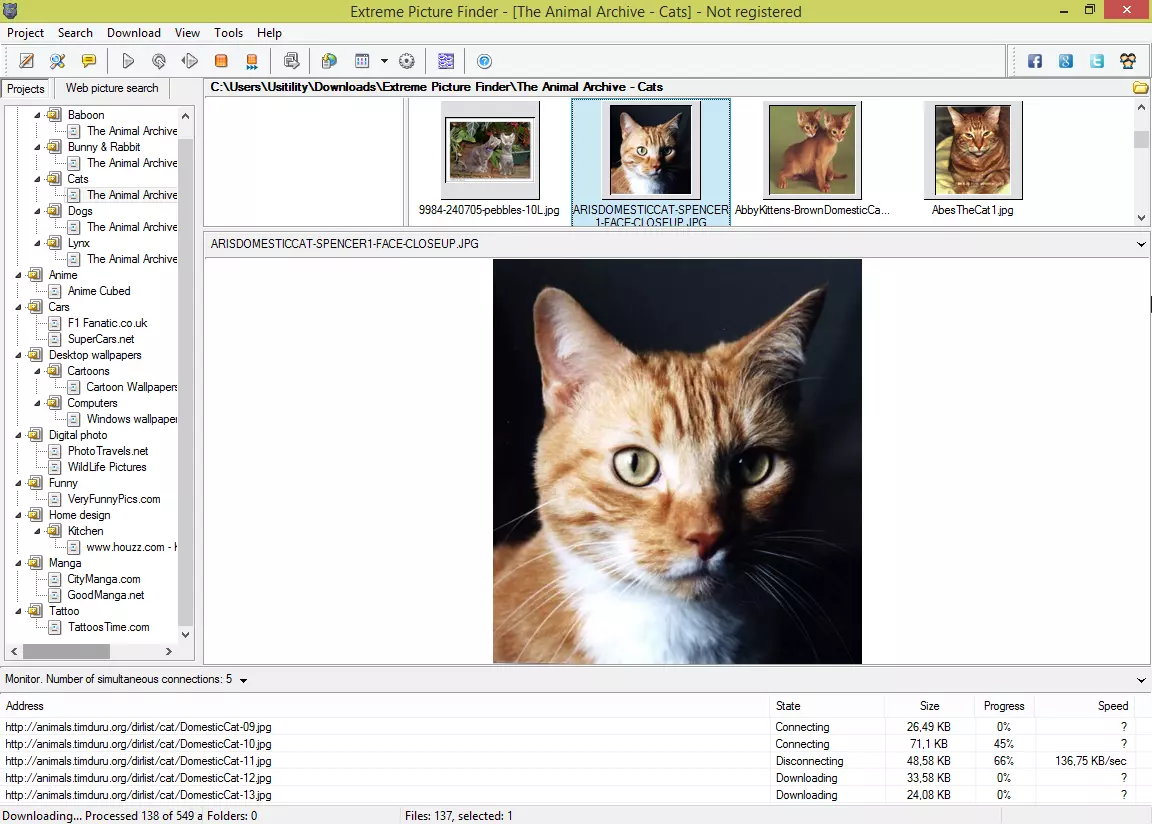 Extreme Picture Finder - [The Animal Archive - Cats] - Not registered
Project Search Download View Tools Help
Projects Web picture search
C:\Users\Usitility\Downloads\Extreme Picture Finder\The Animal Archive - Cats
Baboon
The Animal Archive
Bunny & Rabbit
The Animal Archive
Cats
The Animal Archive
Dogs
The Animal Archive
Lynx
The Animal Archive
Anime
Anime Cubed
Cars
F1 Fanatic.co.uk
SuperCars.net
Desktop wallpapers
Cartoons
Cartoon Wallpapers
Computers
Windows wallpaper
Digital photo
PhotoTravels.net
WildLife Pictures
Funny
VeryFunnyPics.com
Home design
Kitchen
www.houzz.com -
Manga
CityManga.com
GoodManga.net
Tattoo
TattoosTime.com
9984-240705-pebbles-10L.jpg
ARISDOMESTICCAT-SPENCER
1-FACE-CLOSEUP.JPG
AbbyKittens-BrownDomesticCa...
AbesTheCat1.jpg
ARISDOMESTICCAT-SPENCER1-FACE-CLOSEUP.JPG
Monitor. Number of simultaneous connections: 5
Address State Size Progress Speed
http://animals.timduru.org/dirlist/cat/DomesticCat-09.jpg Connecting 26,49 KB 0% ?
http://animals.timduru.org/dirlist/cat/DomesticCat-10.jpg Connecting 71,1 KB 45% ?
http://animals.timduru.org/dirlist/cat/DomesticCat-11.jpg Disconnecting 48,58 KB 66% 136,75 KB/sec
http://animals.timduru.org/dirlist/cat/DomesticCat-12.jpg Downloading 33,58 KB 0% ?
http://animals.timduru.org/dirlist/cat/DomesticCat-13.jpg Downloading 24,08 KB 0% ?
Downloading... Processed 138 of 549 a Folders: 0 Files: 137, selected: 1